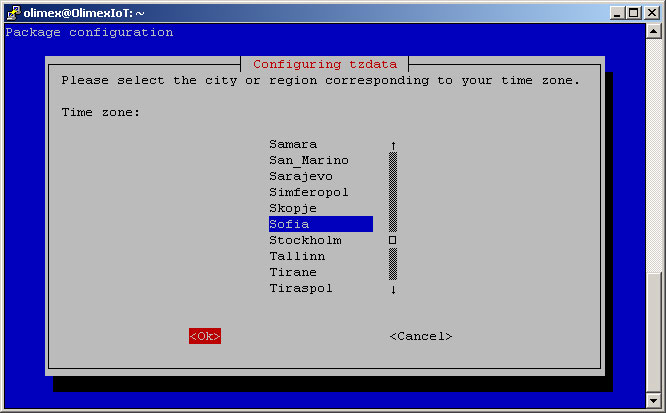 olimex@OlimexIoT: ~
Package configuration
Configuring tzdata
Please select the city or region corresponding to your time zone.
Time zone:
Samara
San_Marino
Sarajevo
Simferopol
Skopje
Sofia
Stockholm
Tallinn
Tirane
Tiraspol
<Ok> <Cancel>